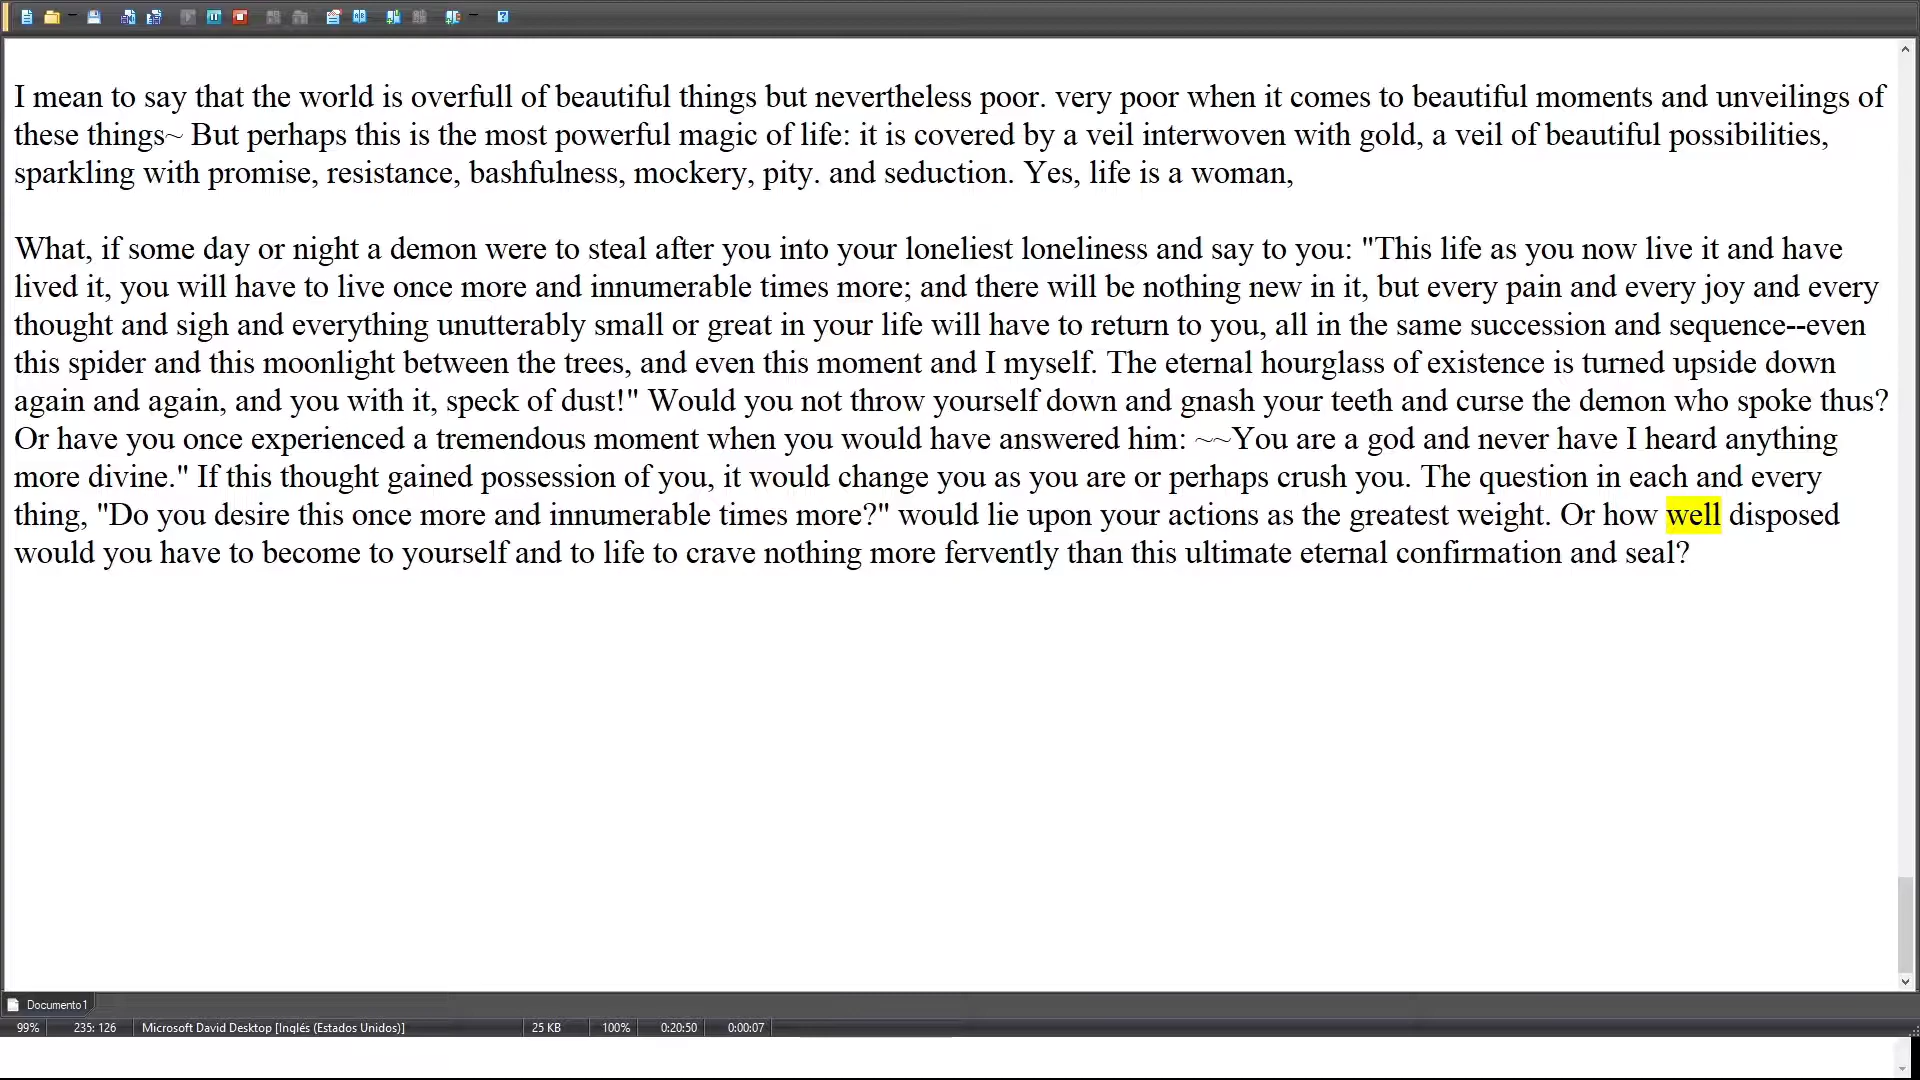 I mean to say that the world is overfull of beautiful things but nevertheless poor. very poor when it comes to beautiful moments and unveilings of
these things~ But perhaps this is the most powerful magic of life: it is covered by a veil interwoven with gold, a veil of beautiful possibilities,
sparkling with promise, resistance, bashfulness, mockery, pity. and seduction. Yes, life is a woman,
What, if some day or night a demon were to steal after you into your loneliest loneliness and say to you: "This life as you now live it and have
lived it, you will have to live once more and innumerable times more; and there will be nothing new in it, but every pain and every joy and every
thought and sigh and everything unutterably small or great in your life will have to return to you, all in the same succession and sequence--even
this spider and this moonlight between the trees, and even this moment and I myself. The eternal hourglass of existence is turned upside down
again and again, and you with it, speck of dust!" Would you not throw yourself down and gnash your teeth and curse the demon who spoke thus?
Or have you once experienced a tremendous moment when you would have answered him: ~~You are a god and never have I heard anything
more divine." If this thought gained possession of you, it would change you as you are or perhaps crush you. The question in each and every
thing, "Do you desire this once more and innumerable times more?" would lie upon your actions as the greatest weight. Or how well disposed
would you have to become to yourself and to life to crave nothing more fervently than this ultimate eternal confirmation and seal?
Documento1
99% 235: 126 Microsoft David Desktop [Inglés (Estados Unidos)] 25 KB 100% 0:20:50 0:00:07